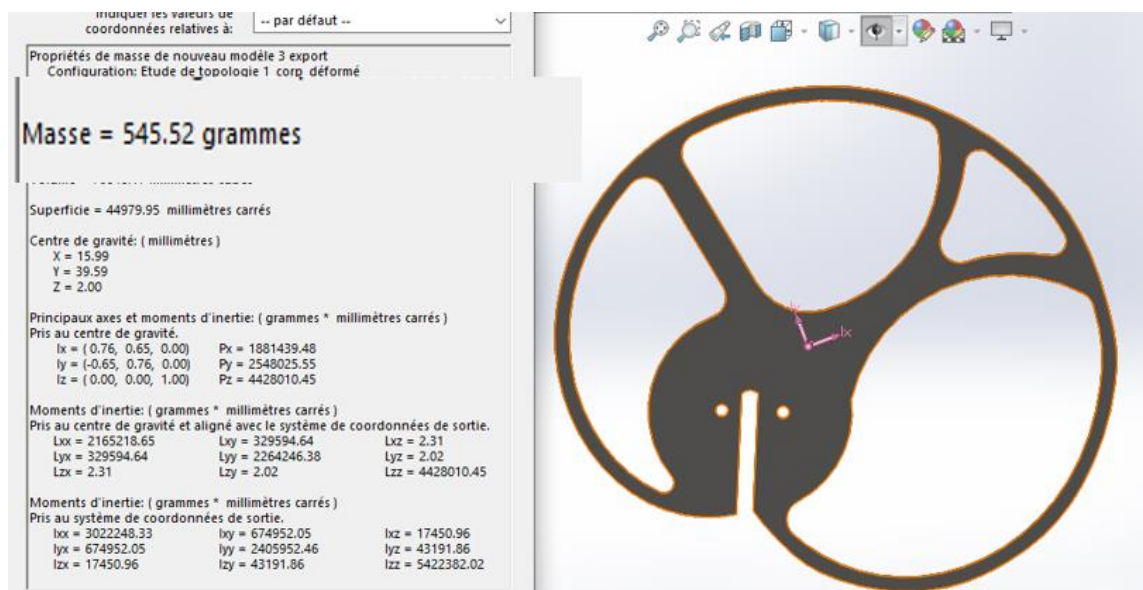 Indiquer les valeurs de
coordonnées relatives à:
-- par défaut --
Propriétés de masse de nouveau modèle 3 export
Configuration: Etude de topologie 1 corp déformé
Masse = 545.52 grammes
Superficie = 44979.95 millimètres carrés
Centre de gravité: ( millimètres )
X = 15.99
Y = 39.59
Z = 2.00
Principaux axes et moments d'inertie: ( grammes * millimètres carrés )
Pris au centre de gravité.
Ix = ( 0.76, 0.65, 0.00) Px = 1881439.48
Iy = (-0.65, 0.76, 0.00) Py = 2548025.55
Iz = ( 0.00, 0.00, 1.00) Pz = 4428010.45
Moments d'inertie: ( grammes * millimètres carrés )
Pris au centre de gravité et aligné avec le système de coordonnées de sortie.
Lxx = 2165218.65 Lxy = 329594.64 Lxz = 2.31
Lyx = 329594.64 Lyy = 2264246.38 Lyz = 2.02
Lzx = 2.31 Lzy = 2.02 Lzz = 4428010.45
Moments d'inertie: ( grammes * millimètres carrés )
Pris au système de coordonnées de sortie.
Ixx = 3022248.33 Ixy = 674952.05 Ixz = 17450.96
Iyx = 674952.05 Iyy = 2405952.46 Iyz = 43191.86
Izx = 17450.96 Izy = 43191.86 Izz = 5422382.02
Iy
Ix